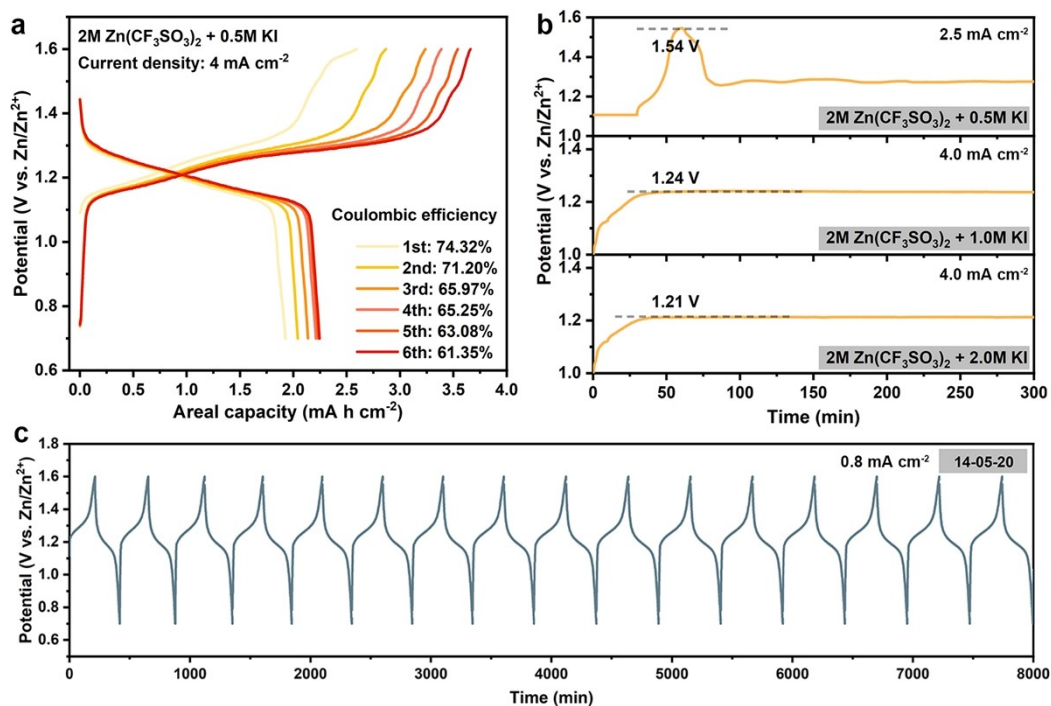 a
2M Zn(CF₃SO₃)₂ + 0.5M KI
Current density: 4 mA cm⁻²
Coulombic efficiency
1st: 74.32%
2nd: 71.20%
3rd: 65.97%
4th: 65.25%
5th: 63.08%
6th: 61.35%
Potential (V vs. Zn/Zn²⁺)
1.6
1.4
1.2
1.0
0.8
0.6
0.0 0.5 1.0 1.5 2.0 2.5 3.0 3.5 4.0
Areal capacity (mA h cm⁻²)
b
Potential (V vs. Zn/Zn²⁺)
1.6
1.4
1.2
1.0
2.5 mA cm⁻²
1.54 V
2M Zn(CF₃SO₃)₂ + 0.5M KI
4.0 mA cm⁻²
1.24 V
1.2
1.0
2M Zn(CF₃SO₃)₂ + 1.0M KI
4.0 mA cm⁻²
1.21 V
1.2
1.0
2M Zn(CF₃SO₃)₂ + 2.0M KI
0 50 100 150 200 250 300
Time (min)
c
Potential (V vs. Zn/Zn²⁺)
1.8
1.6
1.4
1.2
1.0
0.8
0.6
0.8 mA cm⁻² 14-05-20
0 1000 2000 3000 4000 5000 6000 7000 8000
Time (min)